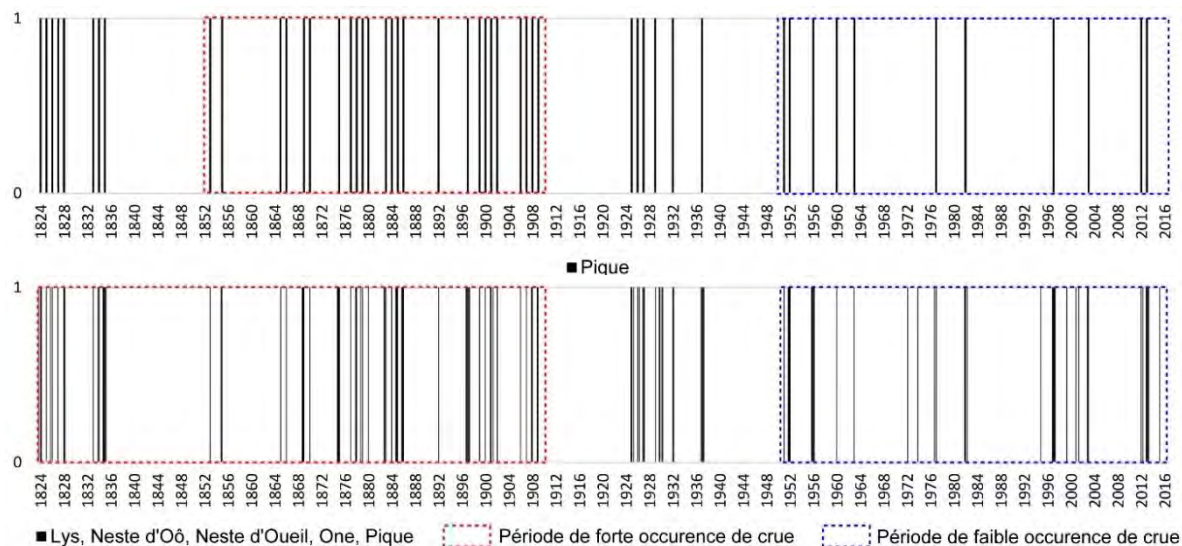 1
0
1824 1828 1832 1836 1840 1844 1848 1852 1856 1860 1864 1868 1872 1876 1880 1884 1888 1892 1896 1900 1904 1908 1912 1916 1920 1924 1928 1932 1936 1940 1944 1948 1952 1956 1960 1964 1968 1972 1976 1980 1984 1988 1992 1996 2000 2004 2008 2012 2016
Pique
1
0
1824 1828 1832 1836 1840 1844 1848 1852 1856 1860 1864 1868 1872 1876 1880 1884 1888 1892 1896 1900 1904 1908 1912 1916 1920 1924 1928 1932 1936 1940 1944 1948 1952 1956 1960 1964 1968 1972 1976 1980 1984 1988 1992 1996 2000 2004 2008 2012 2016
Lys, Neste d'Oô, Neste d'Oueil, One, Pique Période de forte occurence de crue Période de faible occurence de crue